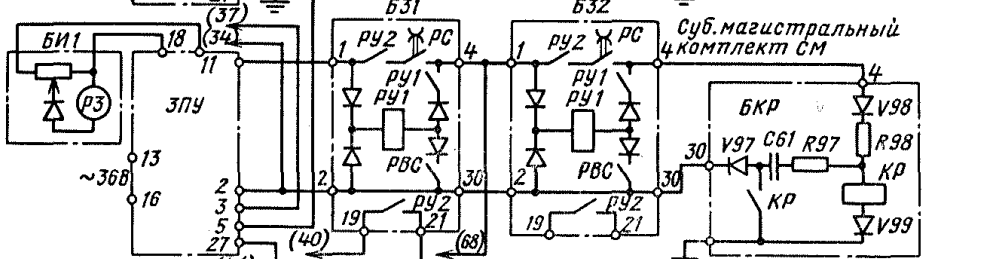 (37)
БЗ1
БЗ2
(34)
БИ1
18
11
1
РУ2
РС
4
1
РУ2
РС
4
Суб. магистральный
комплект СМ
РЗ
ЗПУ
РУ1
РУ1
РУ1
РУ1
4
БКР
V98
V97
C61
R97
R98
30
13
~36В
16
2
3
5
27
2
РВС
30
2
РВС
30
КР
КР
19
РУ2
21
19
РУ2
21
V99
(40)
(68)